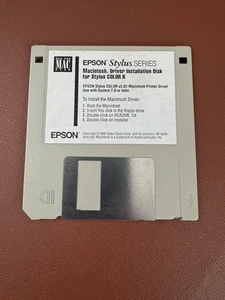 MAC
EPSON Stylus SERIES
Macintosh. Driver Installation Disk
for Stylus COLOR II
EPSON Stylus COLOR v2.01 Macintosh Printer Driver
Use with System 7.0 or later.
To Install the Macintosh Driver:
1. Boot the Macintosh
2. Insert this disk in the floppy drive
3. Double click on README 1st
4. Double click on Installer
EPSON